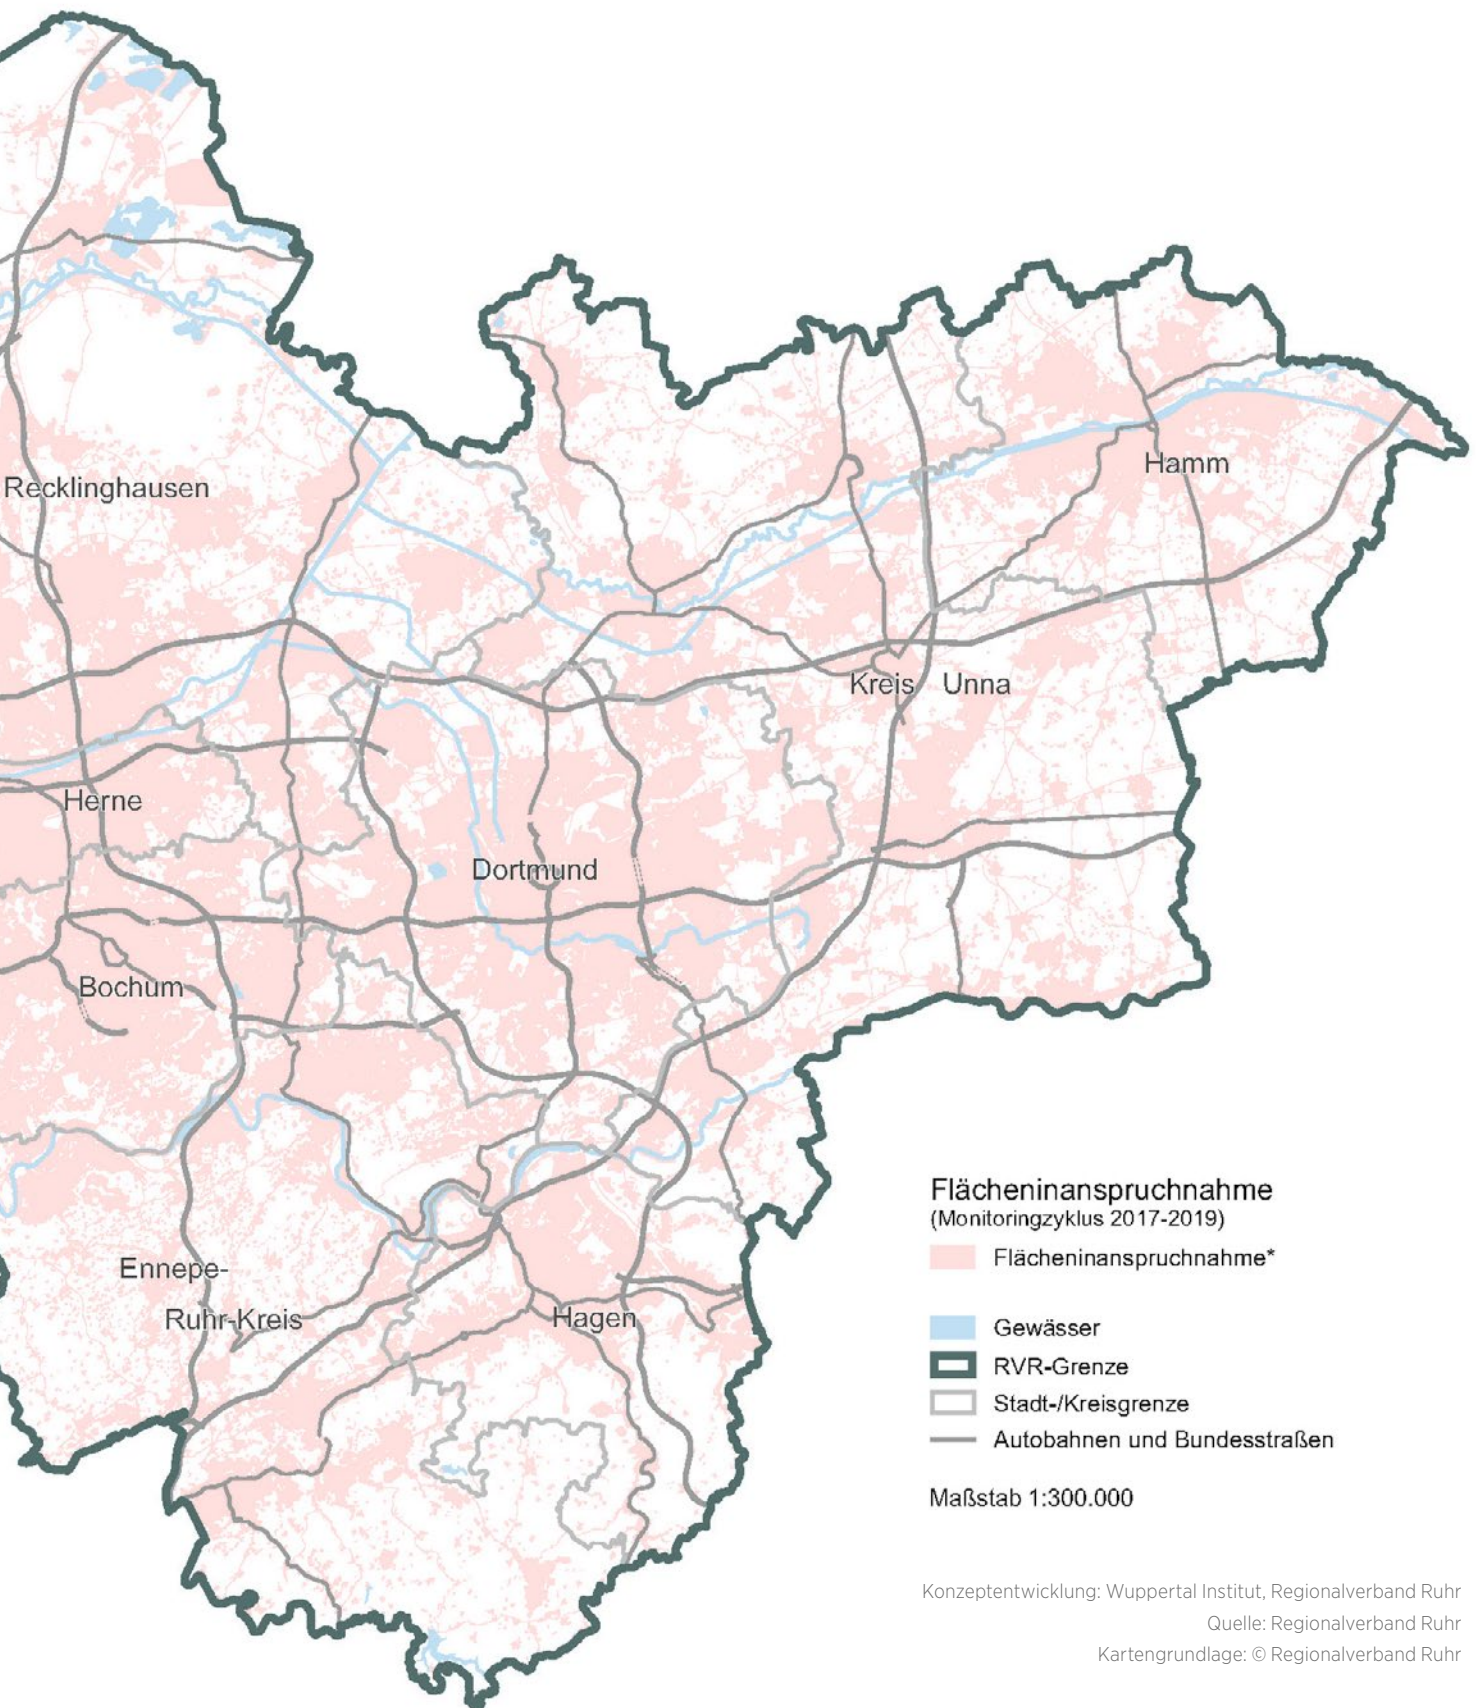 Recklinghausen
Hamm
Kreis Unna
Herne
Dortmund
Bochum
Ennepe-
Ruhr-Kreis
Hagen
Flächeninanspruchnahme
(Monitoringzyklus 2017-2019)
Flächeninanspruchnahme*
Gewässer
RVR-Grenze
Stadt-/Kreisgrenze
Autobahnen und Bundesstraßen
Maßstab 1:300.000
Konzeptentwicklung: Wuppertal Institut, Regionalverband Ruhr
Quelle: Regionalverband Ruhr
Kartengrundlage: © Regionalverband Ruhr